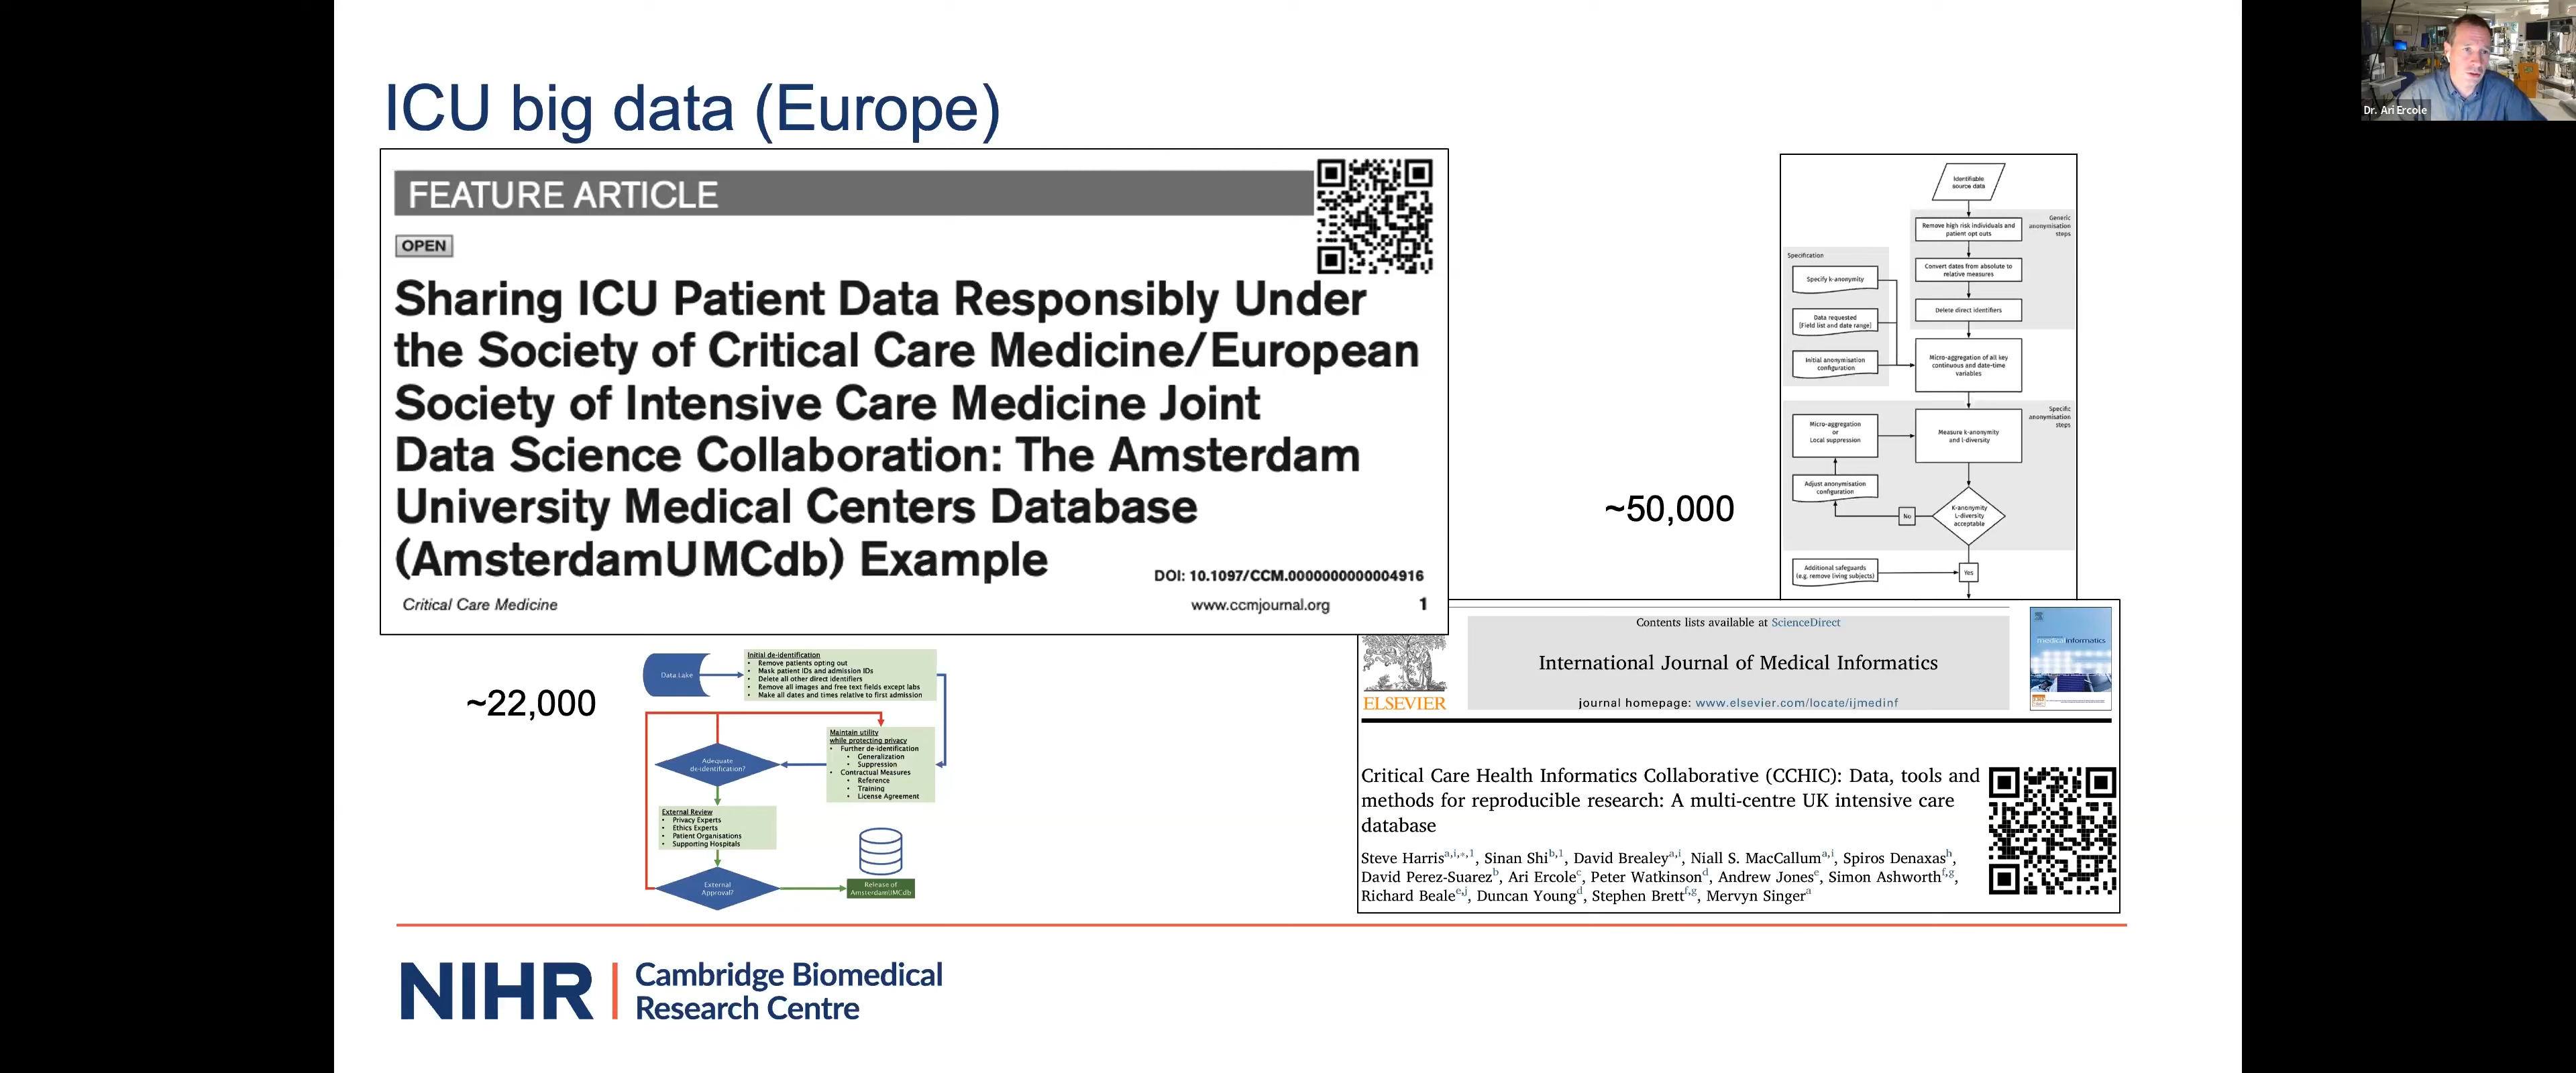 ICU big data (Europe)
FEATURE ARTICLE
OPEN
Sharing ICU Patient Data Responsibly Under
the Society of Critical Care Medicine/European
Society of Intensive Care Medicine Joint
Data Science Collaboration: The Amsterdam
University Medical Centers Database
(AmsterdamUMCdb) Example
DOI: 10.1097/CCM.0000000000004916
Critical Care Medicine
www.ccmjournal.org
1
~22,000
Data Lake
Initial de-identification
• Remove patients opting out
• Mask patient IDs and admission IDs
• Delete all other direct identifiers
• Remove all images and free text fields except labs
• Make all dates and times relative to first admission
Maintain utility
while protecting privacy
• Further de-identification
• Generalization
• Suppression
• Contractual Measures
• Reference
• Training
• License Agreement
Adequate
de-identification?
External Review
• Privacy Experts
• Ethics Experts
• Patient Organisations
• Supporting Hospitals
External
Approval?
Release of
AmsterdamUMCdb
~50,000
Identifiable
source data
Generic
anonymisation
steps
Remove high risk individuals and
patient opt outs
Convert dates from absolute to
relative measures
Delete direct identifiers
Specification
Specify k-anonymity
Data requested
(Field list and date range)
Initial anonymisation
configuration
Micro-aggregation of all key
continuous and date-time
variables
Specific
anonymisation
steps
Micro-aggregation
or
Local suppression
Measure k-anonymity
and l-diversity
Adjust anonymisation
configuration
No
K-anonymity
L-diversity
acceptable
Additional safeguards
(e.g. remove living subjects)
Yes
Contents lists available at ScienceDirect
International Journal of Medical Informatics
journal homepage: www.elsevier.com/locate/ijmedinf
ELSEVIER
medical informatics
Critical Care Health Informatics Collaborative (CCHIC): Data, tools and
methods for reproducible research: A multi-centre UK intensive care
database
Steve Harris^a,i,*,1, Sinan Shi^b,1, David Brealey^a,i, Niall S. MacCallum^a,i, Spiros Denaxas^h,
David Perez-Suarez^b, Ari Ercole^c, Peter Watkinson^d, Andrew Jones^e, Simon Ashworth^f,g,
Richard Beale^e,j, Duncan Young^d, Stephen Brett^f,g, Mervyn Singer^a
NIHR | Cambridge Biomedical
Research Centre
Dr. Ari Ercole